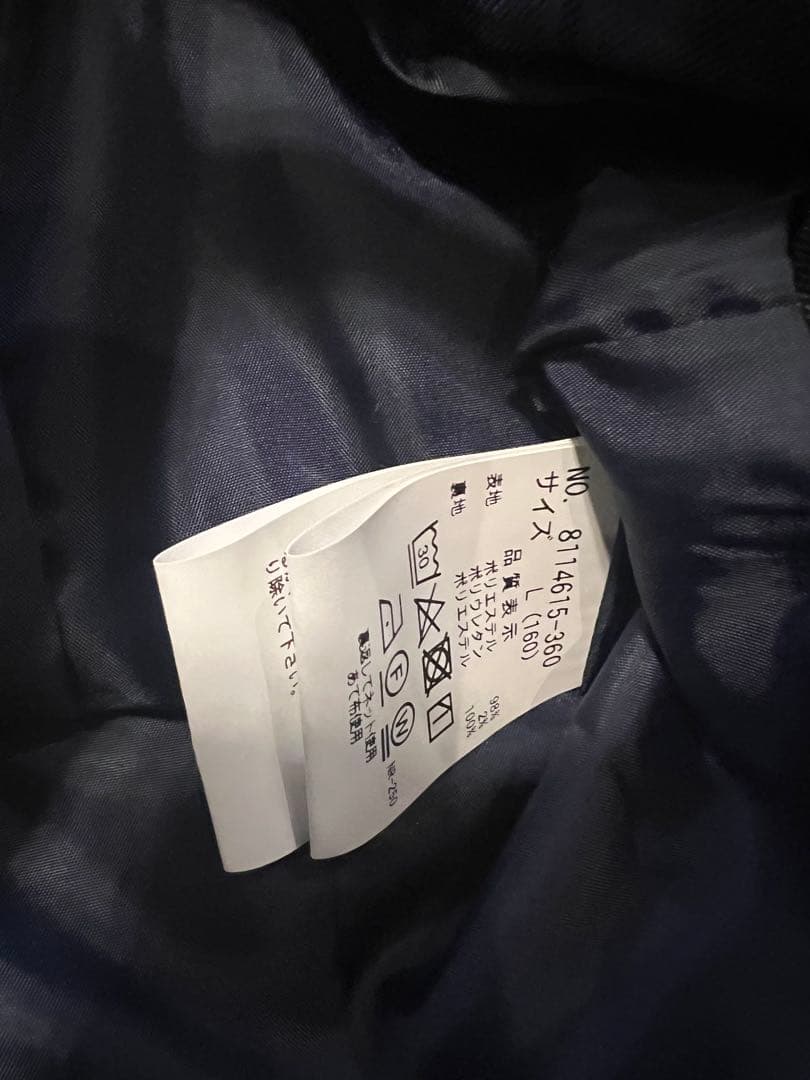 NO. 8114615-360
サイズ L (160)
品質表示
表地 ポリエステル 98%
ポリウレタン 2%
裏地 ポリエステル 100%
30
F W
裏返してネット使用
あて布使用
り除いて下さい。